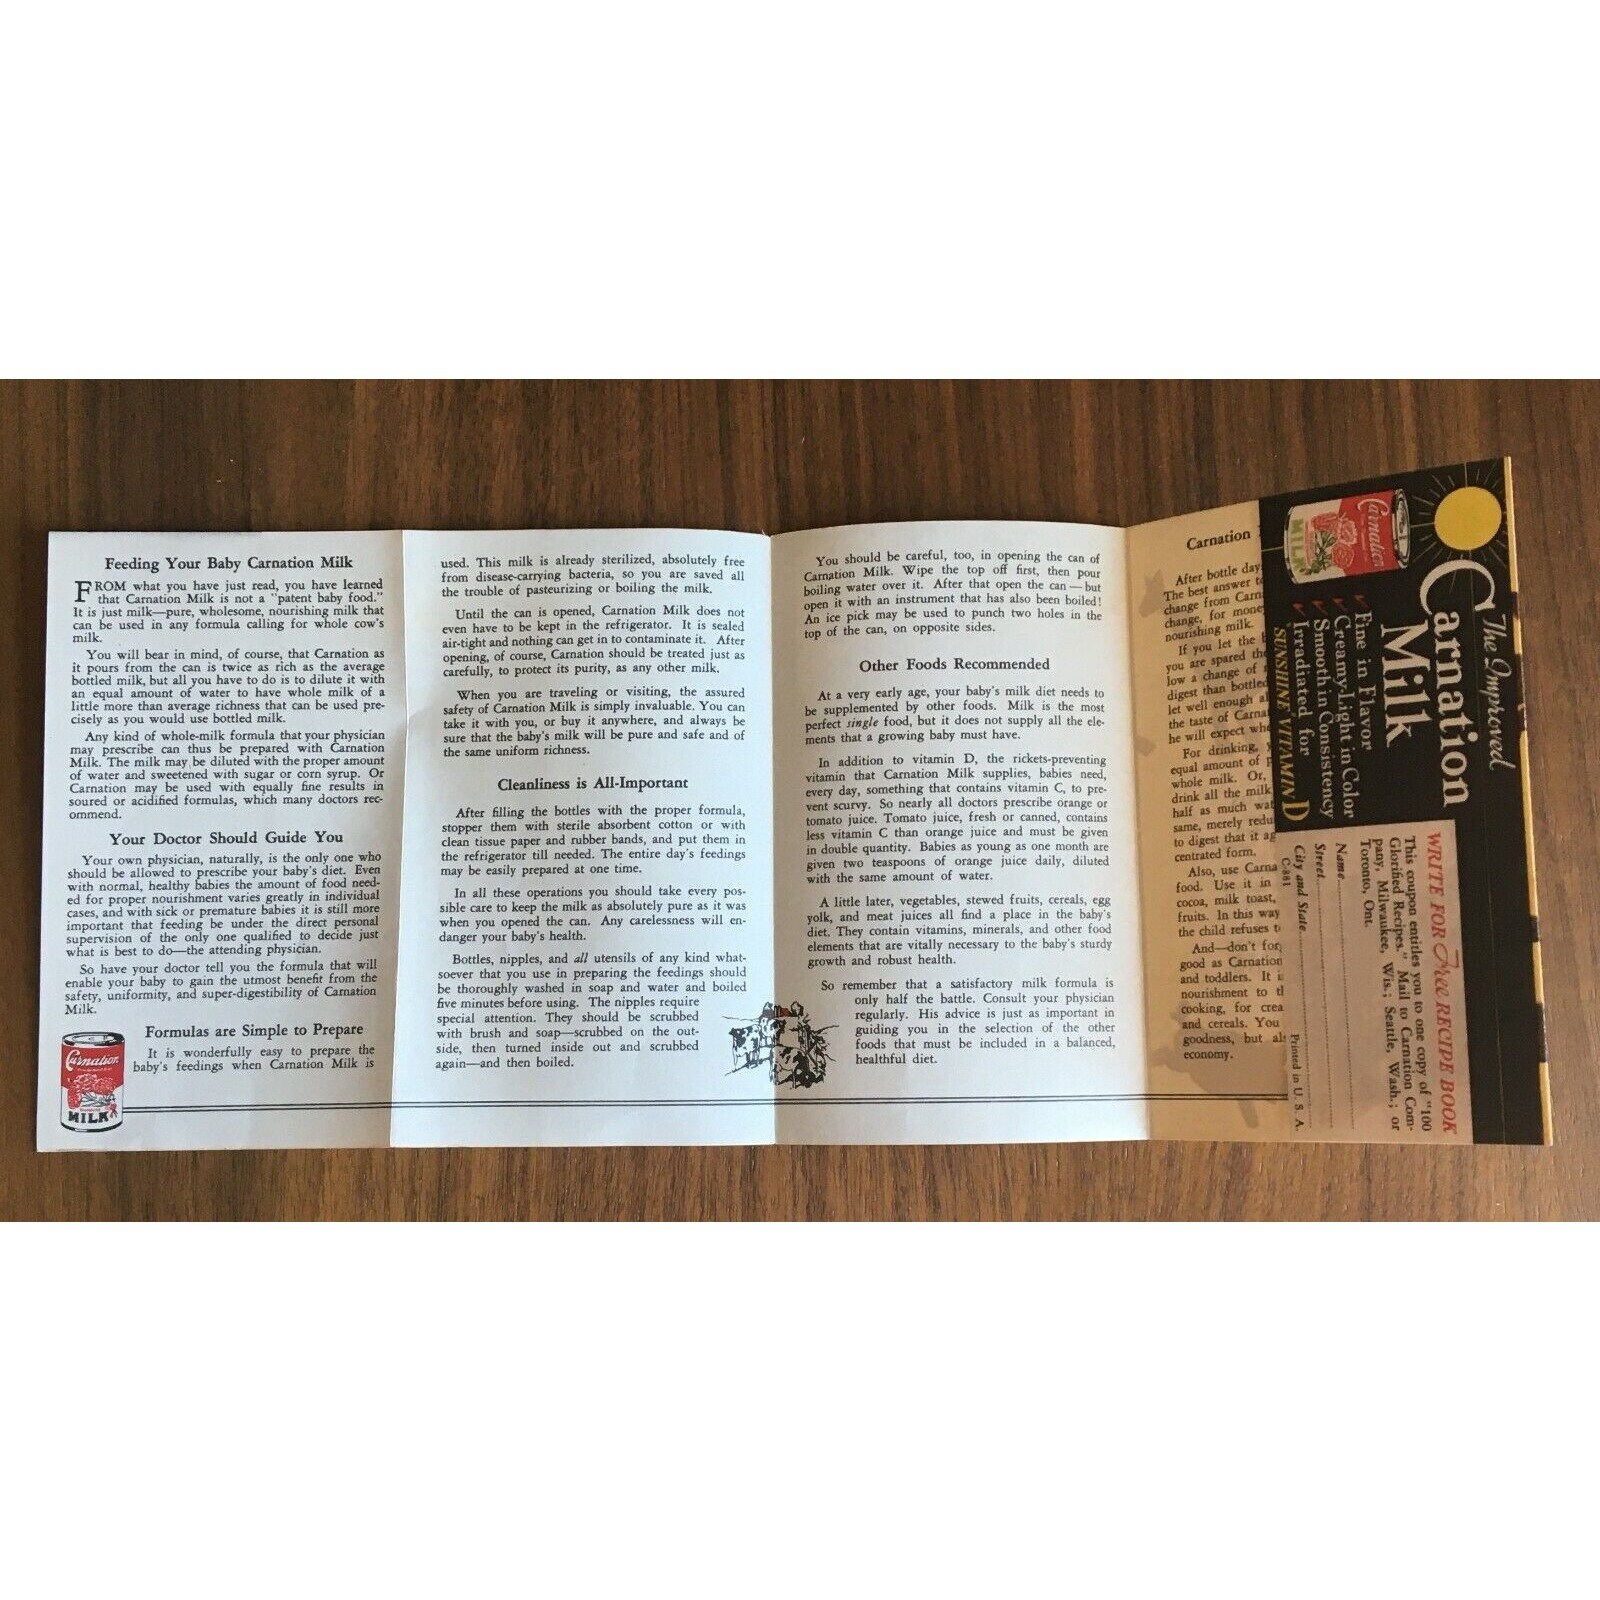 Feeding Your Baby Carnation Milk
FROM what you have just read, you have learned
that Carnation Milk is not a "patent baby food."
It is just milk—pure, wholesome, nourishing milk that
can be used in any formula calling for whole cow's
milk.
You will bear in mind, of course, that Carnation as
it pours from the can is twice as rich as the average
bottled milk, but all you have to do is to dilute it with
an equal amount of water to have whole milk of a
little more than average richness that can be used pre-
cisely as you would use bottled milk.
Any kind of whole-milk formula that your physician
may prescribe can thus be prepared with Carnation
Milk. The milk may be diluted with the proper amount
of water and sweetened with sugar or corn syrup. Or
Carnation may be used with equally fine results in
soured or acidified formulas, which many doctors rec-
ommend.
Your Doctor Should Guide You
Your own physician, naturally, is the only one who
should be allowed to prescribe your baby's diet. Even
with normal, healthy babies the amount of food need-
ed for proper nourishment varies greatly in individual
cases, and with sick or premature babies it is still more
important that feeding be under the direct personal
supervision of the only one qualified to decide just
what is best to do—the attending physician.
So have your doctor tell you the formula that will
enable your baby to gain the utmost benefit from the
safety, uniformity, and super-digestibility of Carnation
Milk.
Formulas are Simple to Prepare
It is wonderfully easy to prepare the
baby's feedings when Carnation Milk is
Carnation
MILK
used. This milk is already sterilized, absolutely free
from disease-carrying bacteria, so you are saved all
the trouble of pasteurizing or boiling the milk.
Until the can is opened, Carnation Milk does not
even have to be kept in the refrigerator. It is sealed
air-tight and nothing can get in to contaminate it. After
opening, of course, Carnation should be treated just as
carefully, to protect its purity, as any other milk.
When you are traveling or visiting, the assured
safety of Carnation Milk is simply invaluable. You can
take it with you, or buy it anywhere, and always be
sure that the baby's milk will be pure and safe and of
the same uniform richness.
Cleanliness is All-Important
After filling the bottles with the proper formula,
stopper them with sterile absorbent cotton or with
clean tissue paper and rubber bands, and put them in
the refrigerator till needed. The entire day's feedings
may be easily prepared at one time.
In all these operations you should take every pos-
sible care to keep the milk as absolutely pure as it was
when you opened the can. Any carelessness will en-
danger your baby's health.
Bottles, nipples, and all utensils of any kind what-
soever that you use in preparing the feedings should
be thoroughly washed in soap and water and boiled
five minutes before using. The nipples require
special attention. They should be scrubbed
with brush and soap—scrubbed on the out-
side, then turned inside out and scrubbed
again—and then boiled.
You should be careful, too, in opening the can of
Carnation Milk. Wipe the top off first, then pour
boiling water over it. After that open the can—but
open it with an instrument that has also been boiled!
An ice pick may be used to punch two holes in the
top of the can, on opposite sides.
Other Foods Recommended
At a very early age, your baby's milk diet needs to
be supplemented by other foods. Milk is the most
perfect single food, but it does not supply all the ele-
ments that a growing baby must have.
In addition to vitamin D, the rickets-preventing
vitamin that Carnation Milk supplies, babies need,
every day, something that contains vitamin C, to pre-
vent scurvy. So nearly all doctors prescribe orange or
tomato juice. Tomato juice, fresh or canned, contains
less vitamin C than orange juice and must be given
in double quantity. Babies as young as one month are
given two teaspoons of orange juice daily, diluted
with the same amount of water.
A little later, vegetables, stewed fruits, cereals, egg
yolk, and meat juices all find a place in the baby's
diet. They contain vitamins, minerals, and other food
elements that are vitally necessary to the baby's sturdy
growth and robust health.
So remember that a satisfactory milk formula is
only half the battle. Consult your physician
regularly. His advice is just as important in
guiding you in the selection of the other
foods that must be included in a balanced,
healthful diet.
Carnation
After bottle day
The best answer
change from Carn
change, for money
nourishing milk.
If you let the
you are spared the
low a change of
digest than bottled
let well enough
the taste of Carna
he will expect whe
For drinking,
equal amount of
whole milk. Or,
drink all the milk
half as much wat
same, merely redu
to digest that it ag
centrated form.
Also, use Carna
food. Use it in
cocoa, milk toast,
fruits. In this way
the child refuses
And—don't for
good as Carnation
and toddlers. It
nourishment to
cooking, for crea
and cereals. You
goodness, but als
economy.
The Improved
Carnation
Milk
Fine in Flavor
Creamy-Light in Color
Smooth in Consistency
Irradiated for
SUNSHINE VITAMIN D
Carnation
MILK
WRITE FOR Free RECIPE BOOK
This coupon entitles you to one copy of "100
Glorified Recipes." Mail to Carnation Com-
pany, Milwaukee, Wis.; Seattle, Wash.; or
Toronto, Ont.
Name
Street
City and State
C-881
Printed in U. S. A.